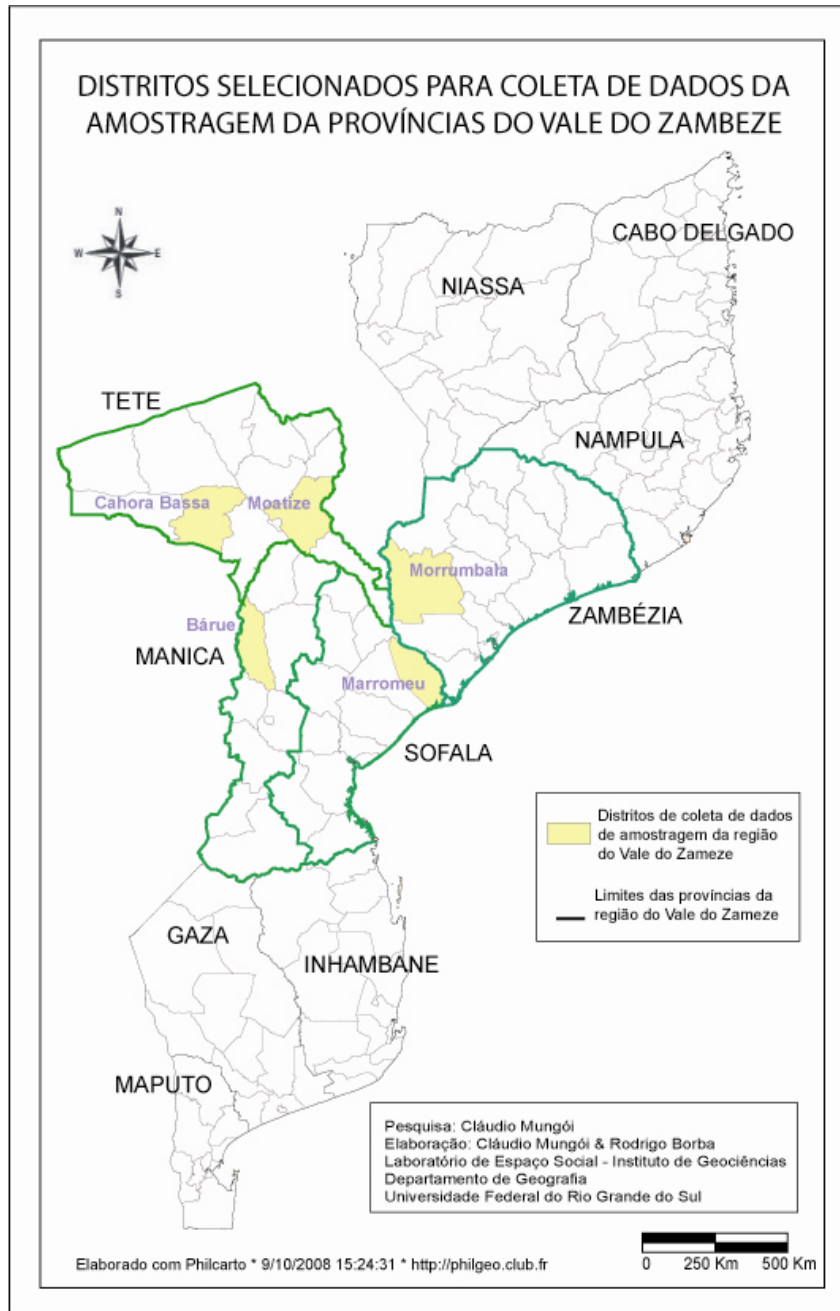 DISTRITOS SELECIONADOS PARA COLETA DE DADOS DA
AMOSTRAGEM DA PROVÍNCIAS DO VALE DO ZAMBEZE
N
W
E
S
CABO DELGADO
NIASSA
TETE
NAMPULA
Cahora Bassa
Moatize
Morrumbala
Bárue
ZAMBÉZIA
MANICA
Marromeu
SOFALA
Distritos de coleta de dados
de amostragem da região
do Vale do Zameze
Limites das províncias da
região do Vale do Zameze
GAZA
INHAMBANE
MAPUTO
Pesquisa: Cláudio Mungói
Elaboração: Cláudio Mungói & Rodrigo Borba
Laboratório de Espaço Social - Instituto de Geociências
Departamento de Geografia
Universidade Federal do Rio Grande do Sul
Elaborado com Philcarto * 9/10/2008 15:24:31 * http://philgeo.club.fr
0 250 Km 500 Km